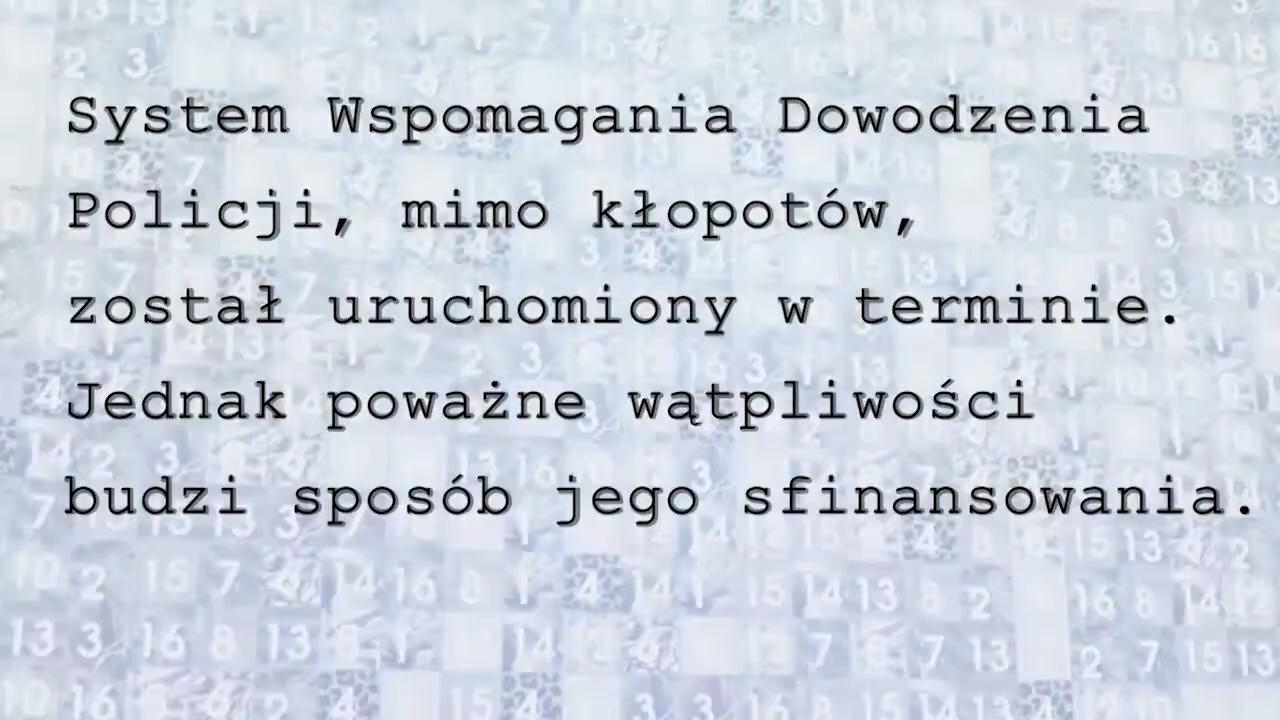 System Wspomagania Dowodzenia
Policji, mimo kłopotów,
został uruchomiony w terminie.
Jednak poważne wątpliwości
budzi sposób jego sfinansowania.